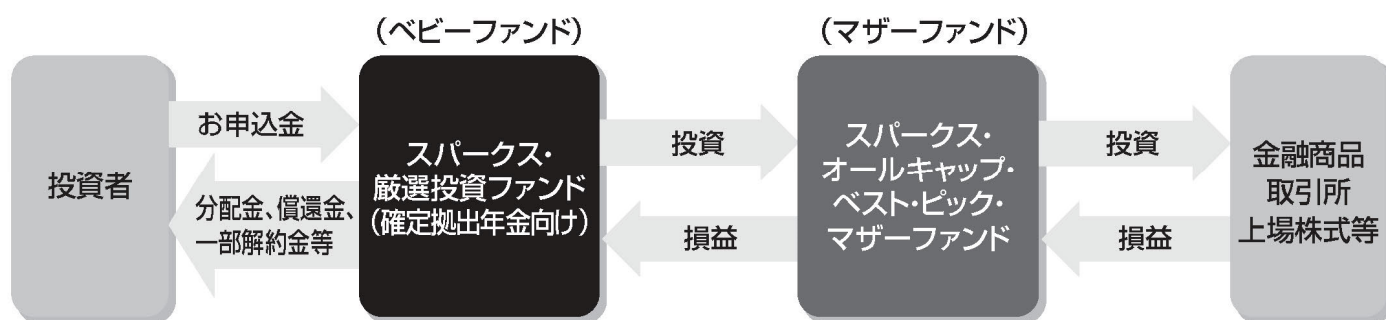 (ベビーファンド)
(マザーファンド)
投資者
お申込金
分配金、償還金、
一部解約金等
スパークス・
厳選投資ファンド
(確定拠出年金向け)
投資
損益
スパークス・
オールキャップ・
ベスト・ピック・
マザーファンド
投資
損益
金融商品
取引所
上場株式等